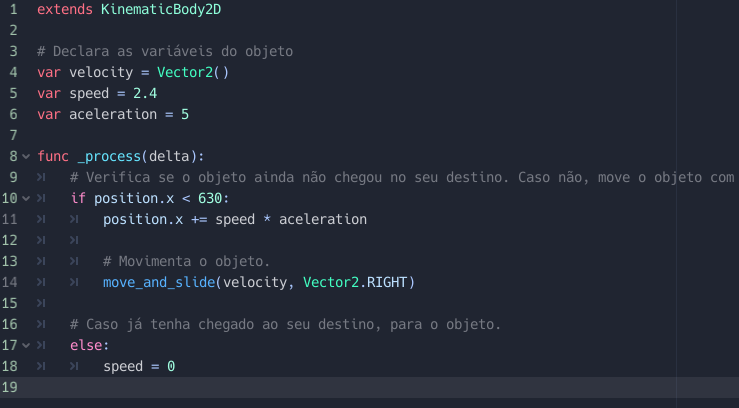 1 extends KinematicBody2D
2
3 # Declara as variáveis do objeto
4 var velocity = Vector2()
5 var speed = 2.4
6 var aceleration = 5
7
8 func _process(delta):
9 # Verifica se o objeto ainda não chegou no seu destino. Caso não, move o objeto com
10 if position.x < 630:
11 position.x += speed * aceleration
12
13 # Movimenta o objeto.
14 move_and_slide(velocity, Vector2.RIGHT)
15
16 # Caso já tenha chegado ao seu destino, para o objeto.
17 else:
18 speed = 0
19